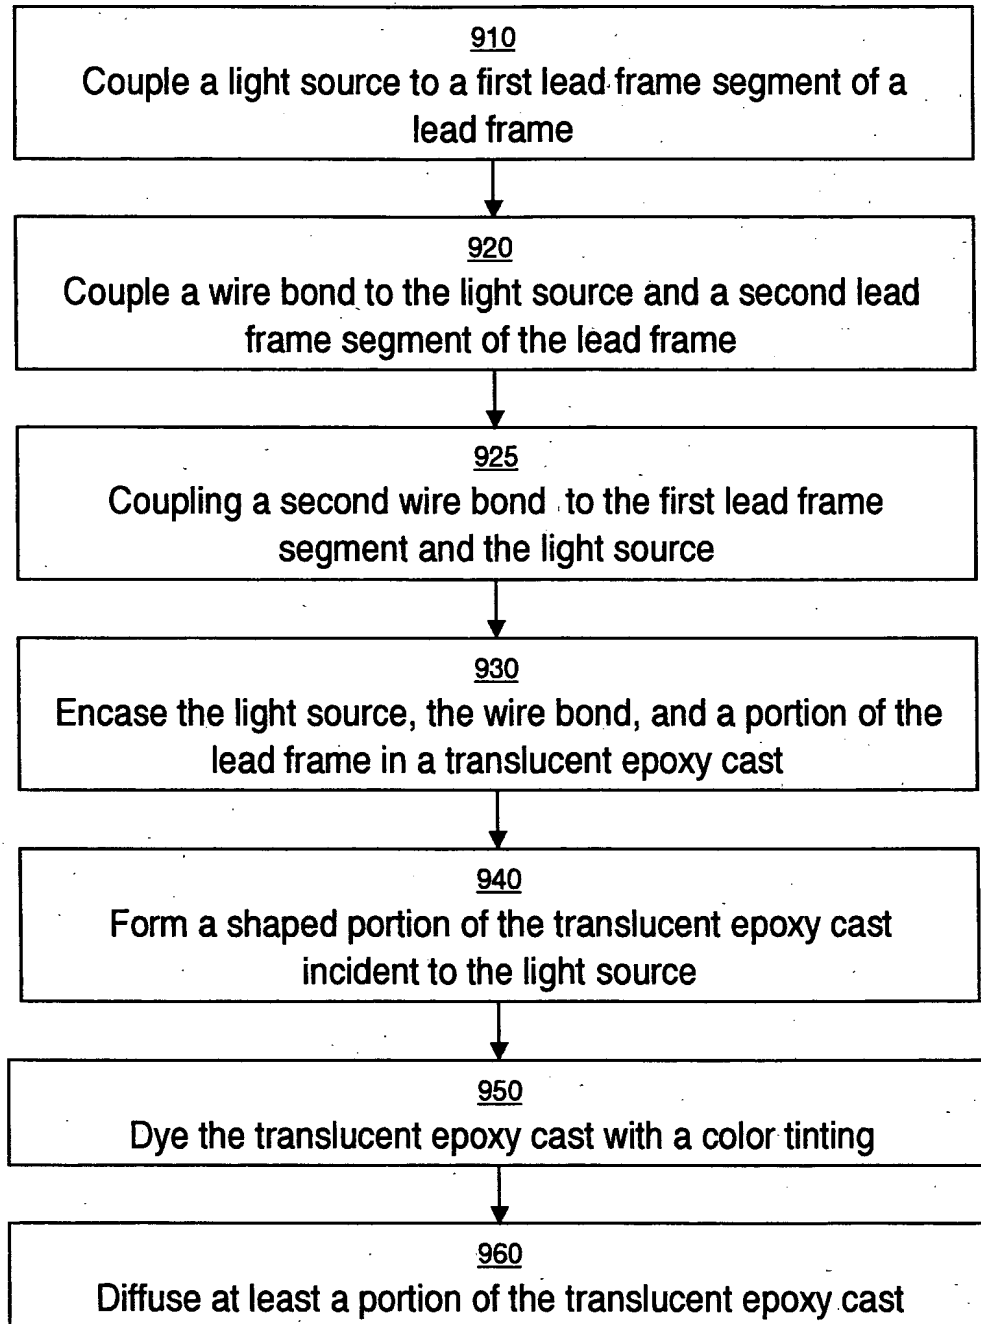 910
Couple a light source to a first lead frame segment of a
lead frame
920
Couple a wire bond to the light source and a second lead
frame segment of the lead frame
925
Coupling a second wire bond to the first lead frame
segment and the light source
930
Encase the light source, the wire bond, and a portion of the
lead frame in a translucent epoxy cast
940
Form a shaped portion of the translucent epoxy cast
incident to the light source
950
Dye the translucent epoxy cast with a color tinting
960
Diffuse at least a portion of the translucent epoxy cast